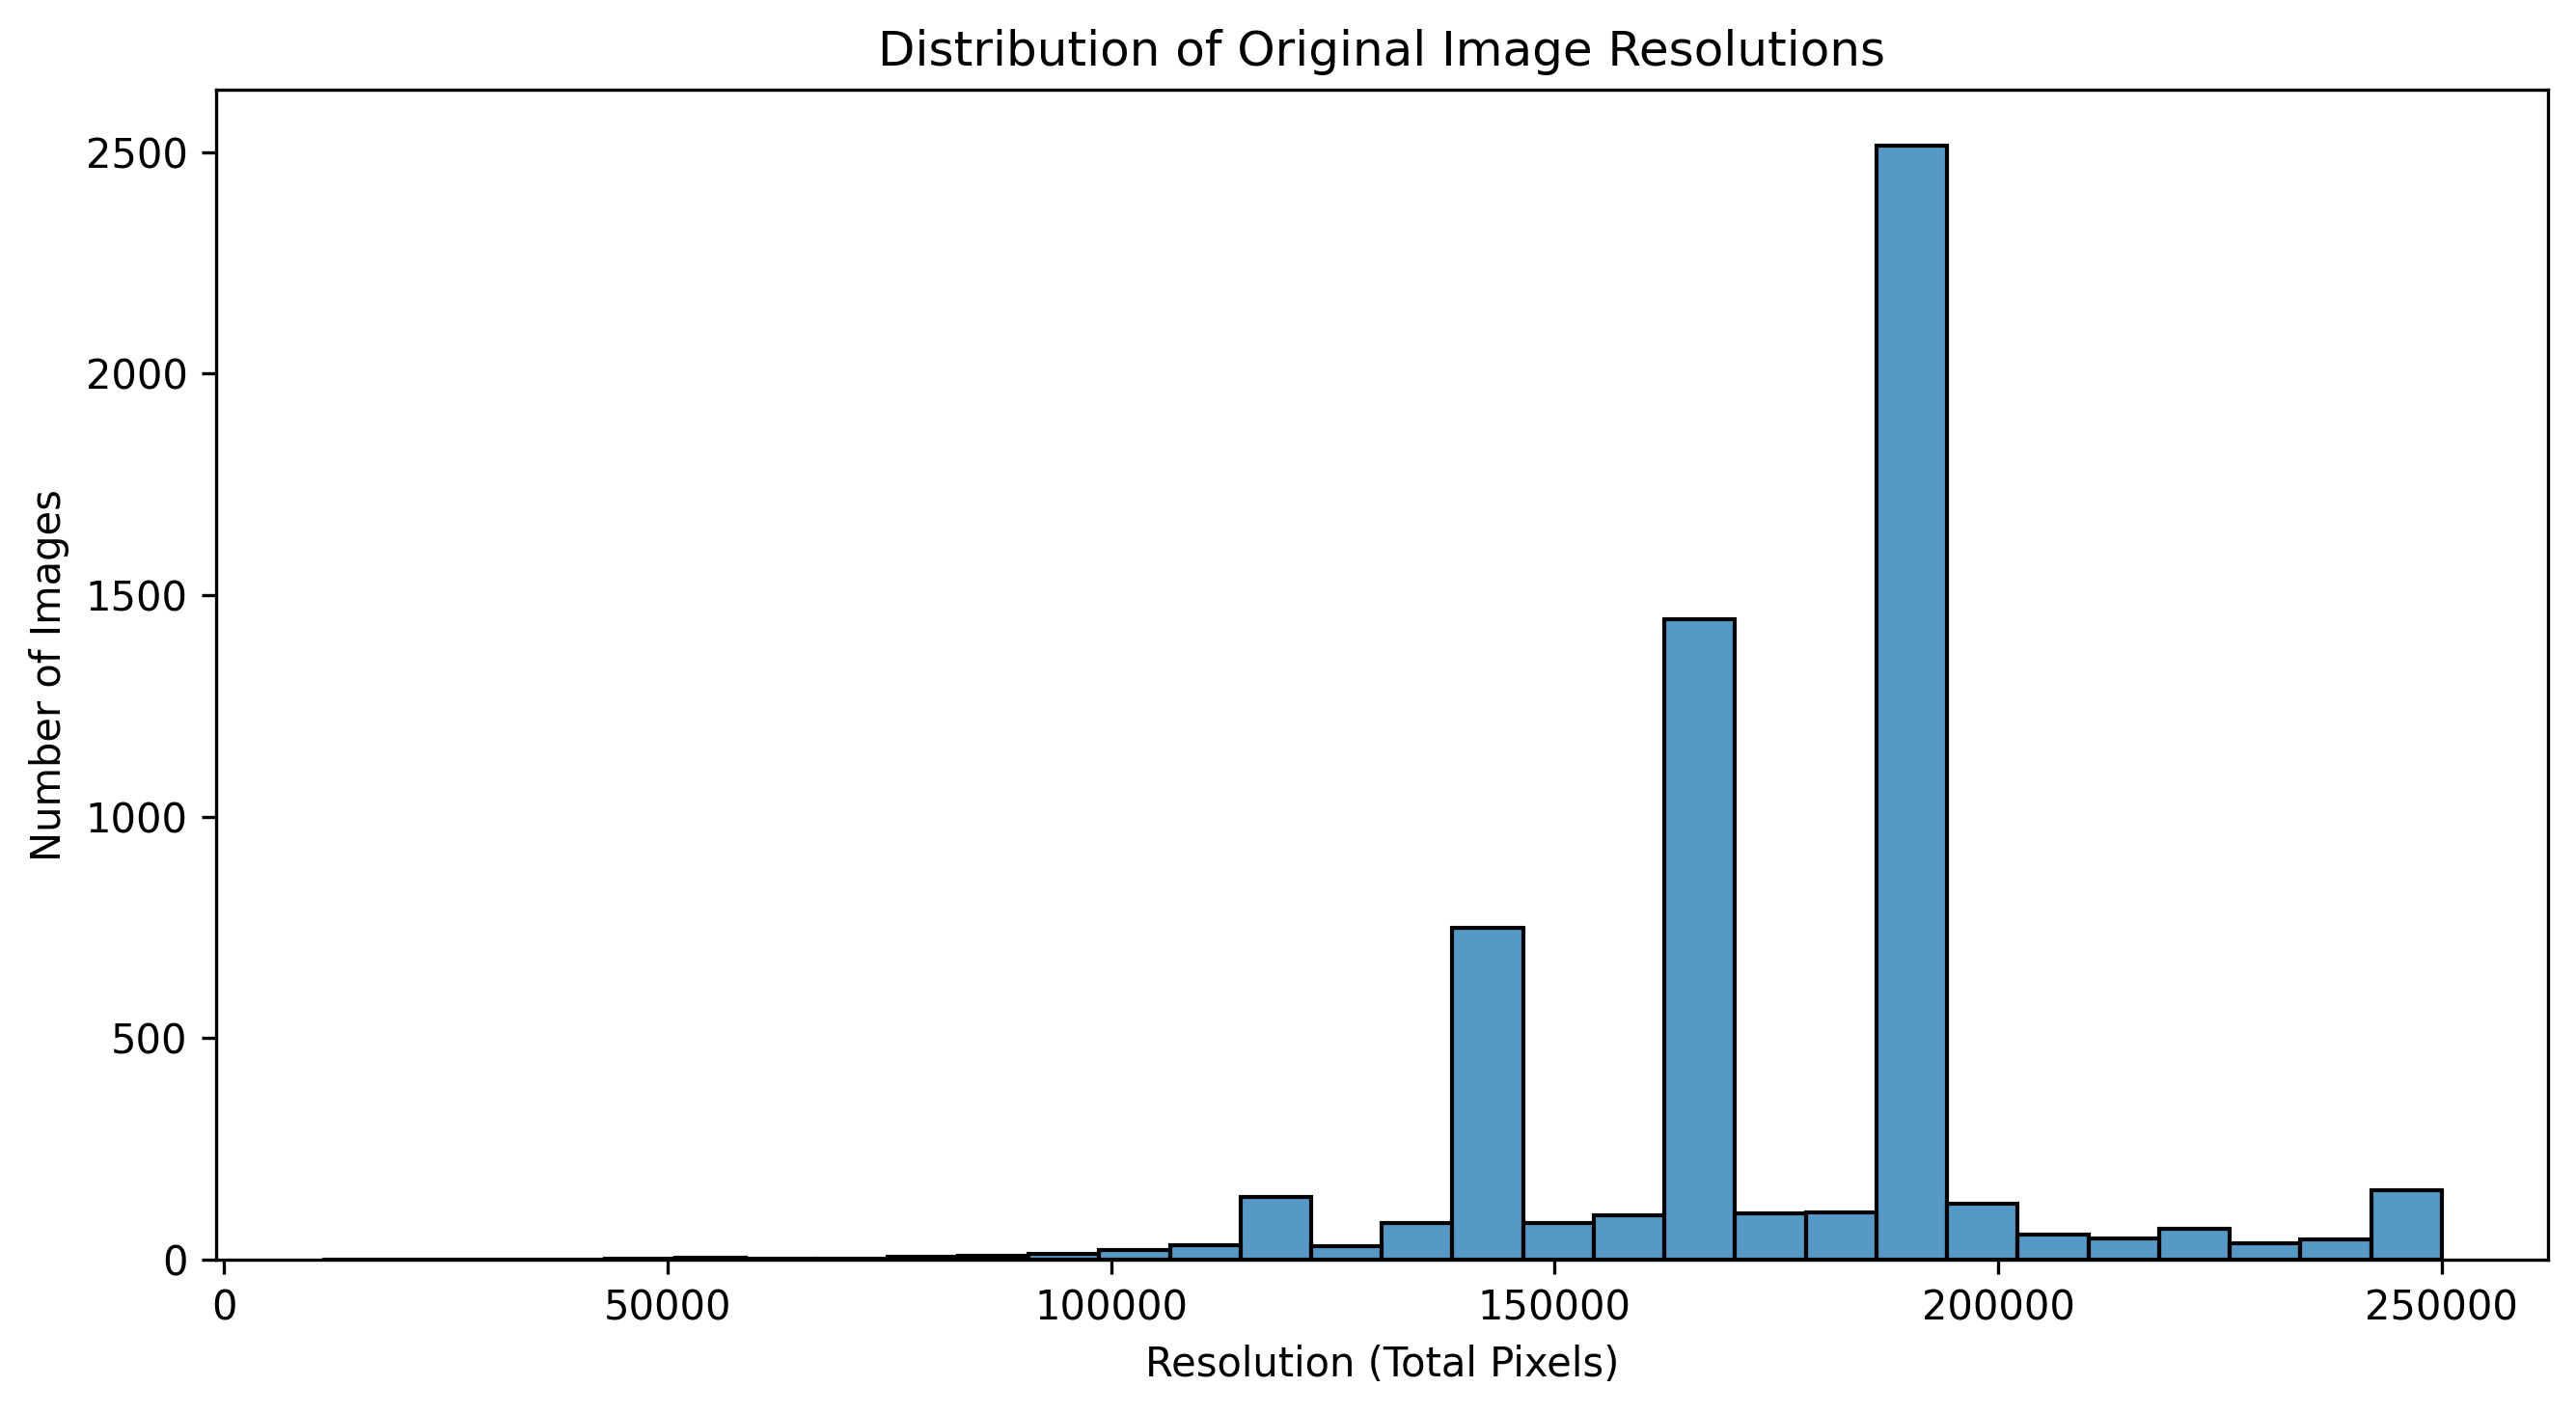 Distribution of Original Image Resolutions
2500
2000
1500
1000
500
0
Number of Images
0 50000 100000 150000 200000 250000
Resolution (Total Pixels)